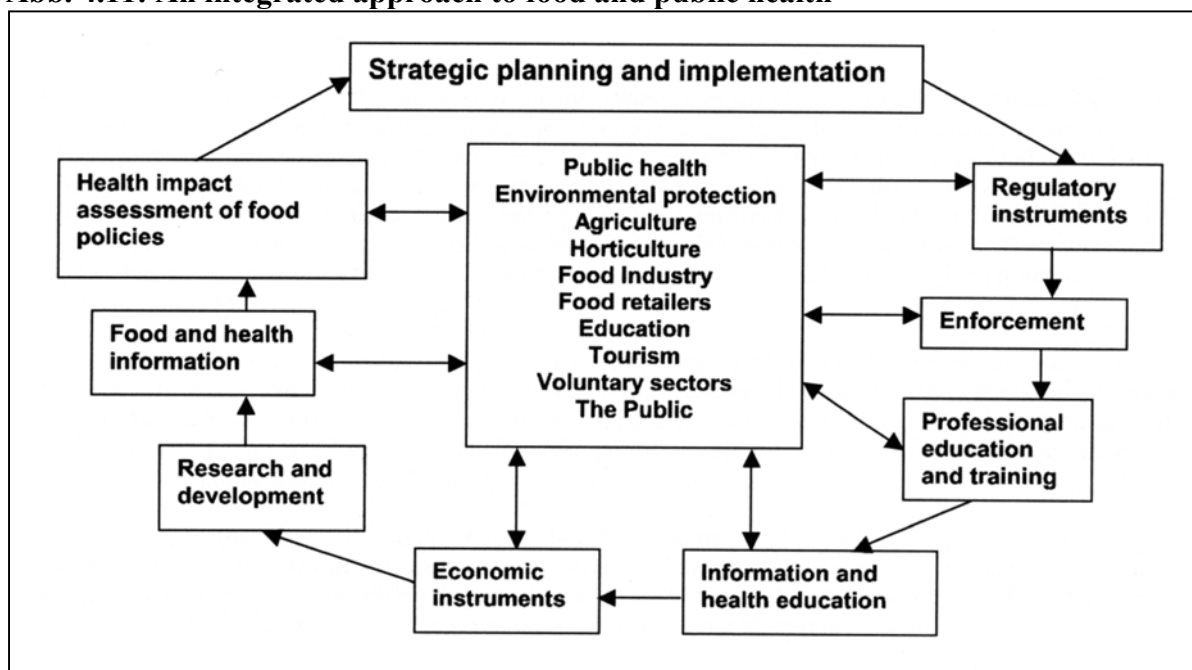 Abb. 4.11: An integrated approach to food and public health
Strategic planning and implementation
Health impact
assessment of food
policies
Public health
Environmental protection
Agriculture
Horticulture
Food Industry
Food retailers
Education
Tourism
Voluntary sectors
The Public
Regulatory
instruments
Food and health
information
Enforcement
Research and
development
Professional
education
and training
Economic
instruments
Information and
health education